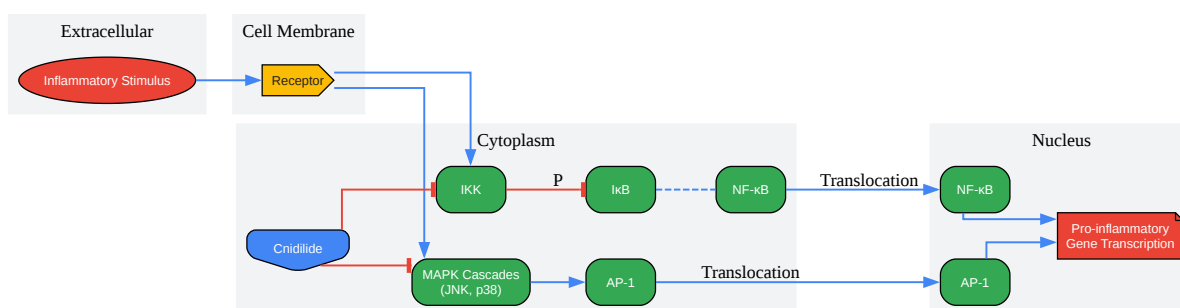 Extracellular
Cell Membrane
Inflammatory Stimulus
Receptor
Cytoplasm
Nucleus
IKK
P
IκB
NF-κB
Translocation
NF-κB
Cnidilide
Pro-inflammatory
Gene Transcription
MAPK Cascades
(JNK, p38)
AP-1
Translocation
AP-1